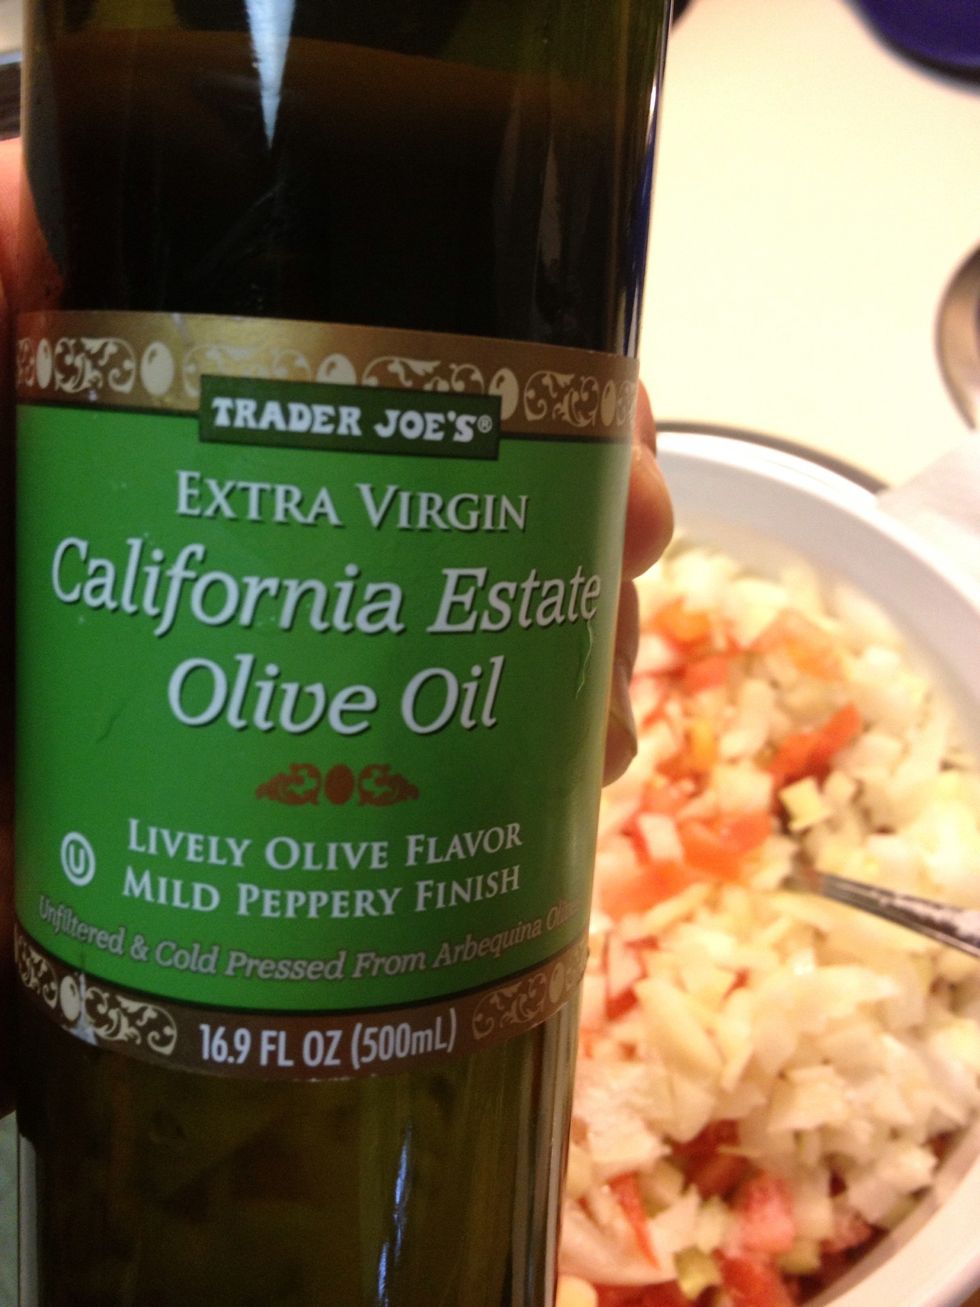 TRADER JOE'S®
EXTRA VIRGIN
California Estate
Olive Oil
U
LIVELY OLIVE FLAVOR
MILD PEPPERY FINISH
Unfiltered & Cold Pressed From Arbequina
16.9 FL OZ (500mL)